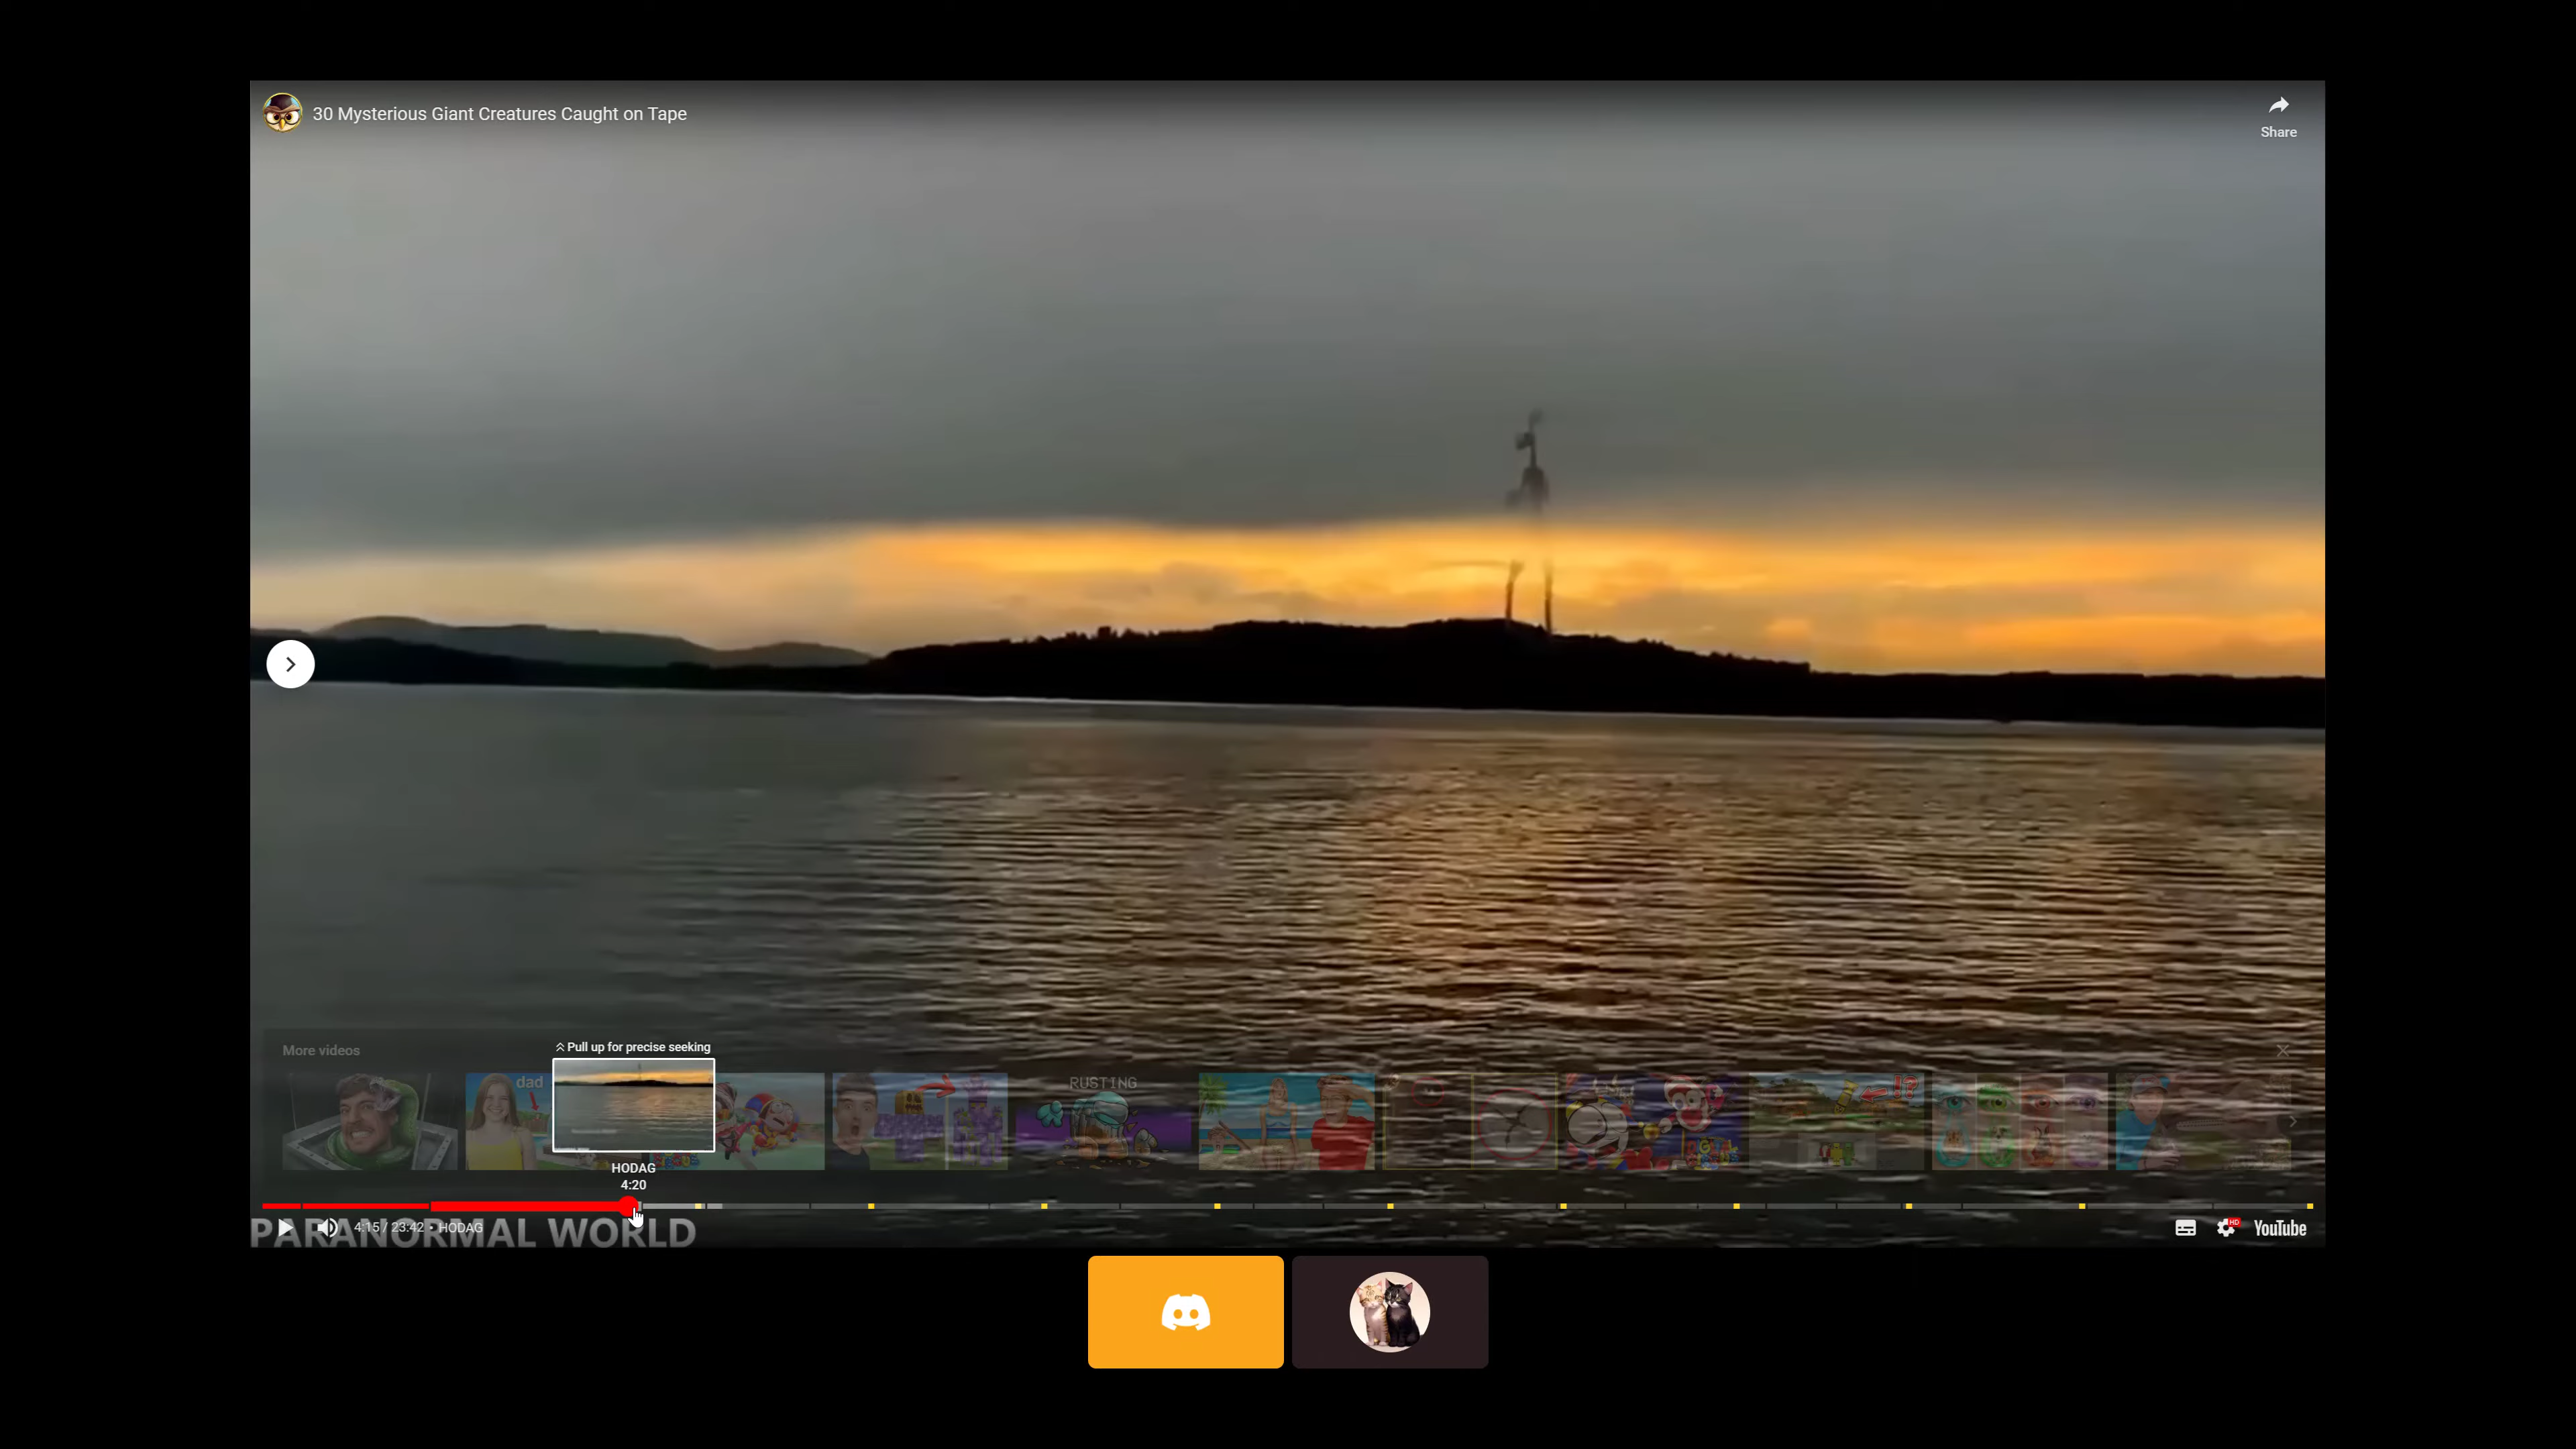 30 Mysterious Giant Creatures Caught on Tape
Share
More videos
Pull up for precise seeking
dad
RUSTING
!?
HODAG
4:20
PARANORMAL WORLD
4:15 / 23:42 • HODAG
HD
YouTube